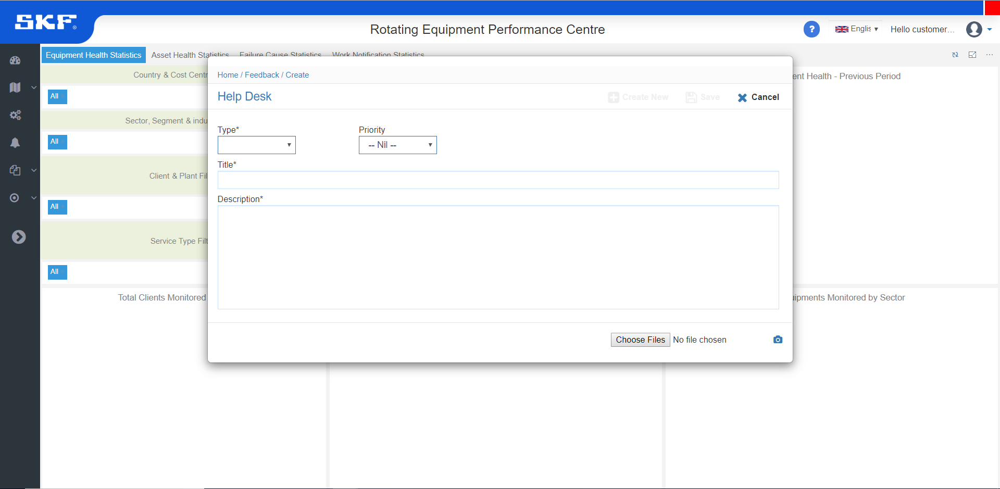 SKF®
Rotating Equipment Performance Centre
?
Englis
Hello customer...
Equipment Health Statistics
Asset Health Statistics
Failure Cause Statistics
Work Notification Statistics
Country & Cost Centr
All
Sector, Segment & indu
All
Client & Plant Fil
All
Service Type Filt
All
Total Clients Monitored
Home / Feedback / Create
Help Desk
Create New
Save
Cancel
Type*
Priority
-- Nil --
Title*
Description*
Choose Files No file chosen
ent Health - Previous Period
uipments Monitored by Sector